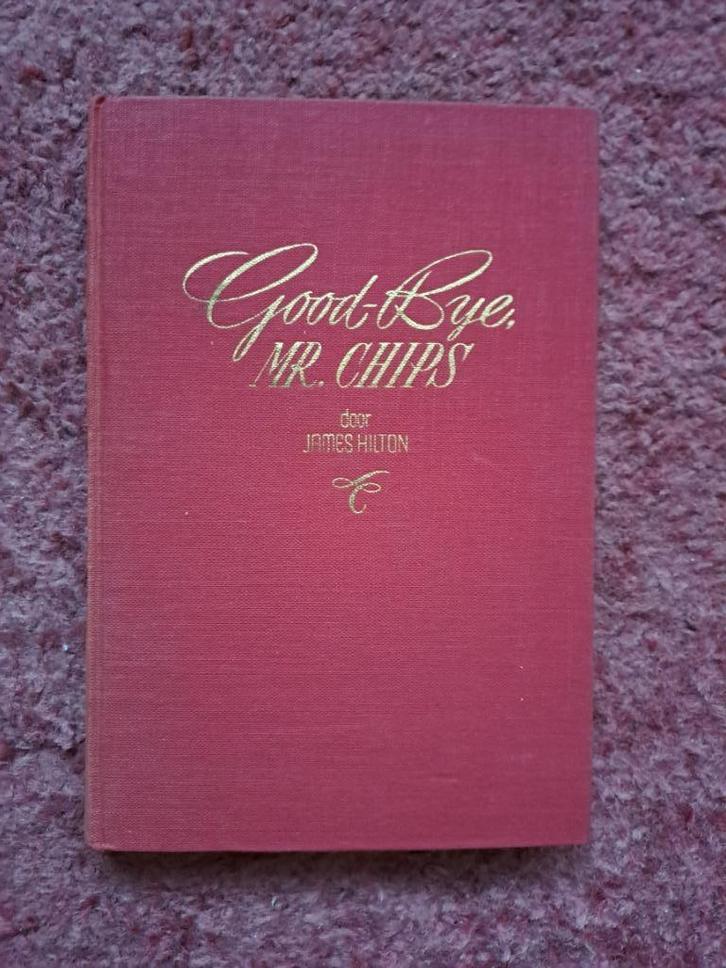 Good-Bye,
MR. CHIPS
door
JAMES HILTON